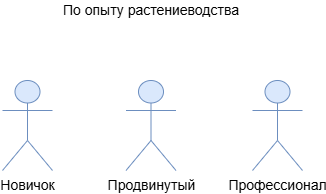 По опыту растениеводства
Новичок Продвинутый Профессионал